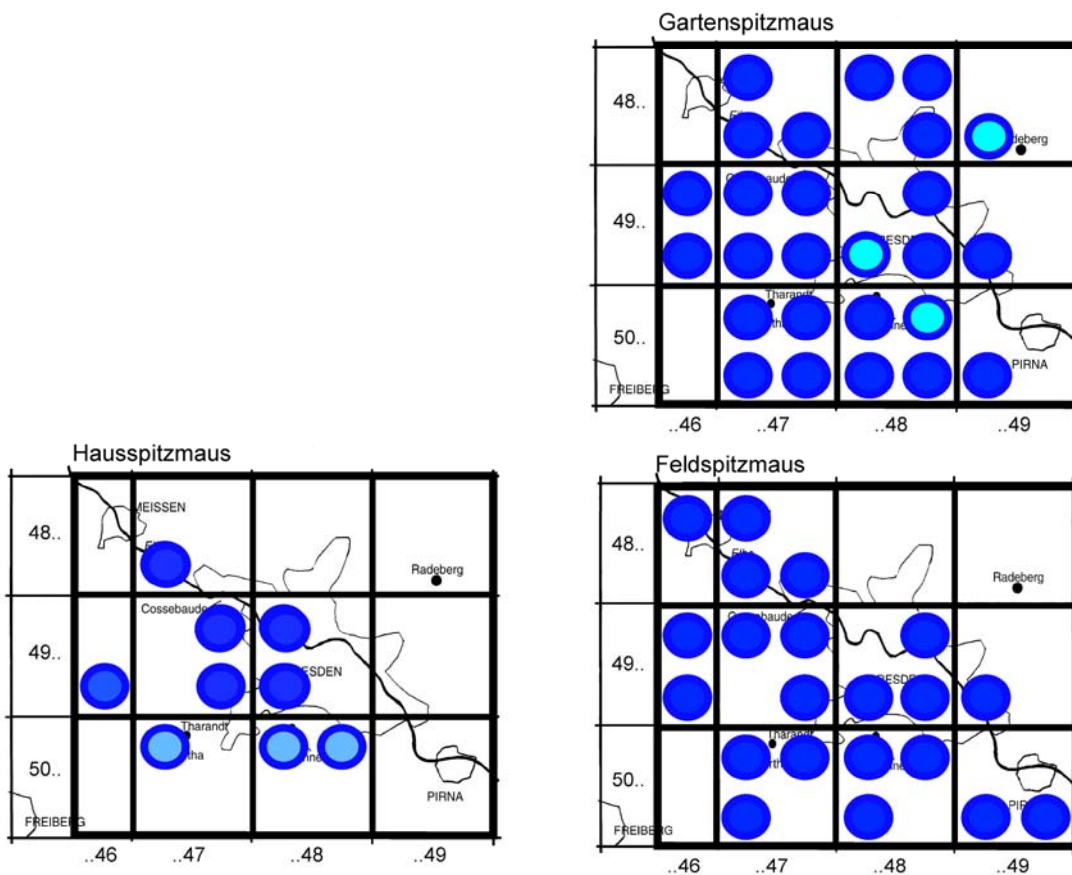 Gartenspitzmaus
48..
49..
50..
Tharandt
PIRNA
FREIBERG
..46 ..47 ..48 ..49
Hausspitzmaus
MEISSEN
48..
Radeberg
Cossebaude
49..
Tharandt
50..
PIRNA
FREIBERG
..46 ..47 ..48 ..49
Feldspitzmaus
48..
Radeberg
49..
Tharandt
50..
FREIBERG
..46 ..47 ..48 ..49